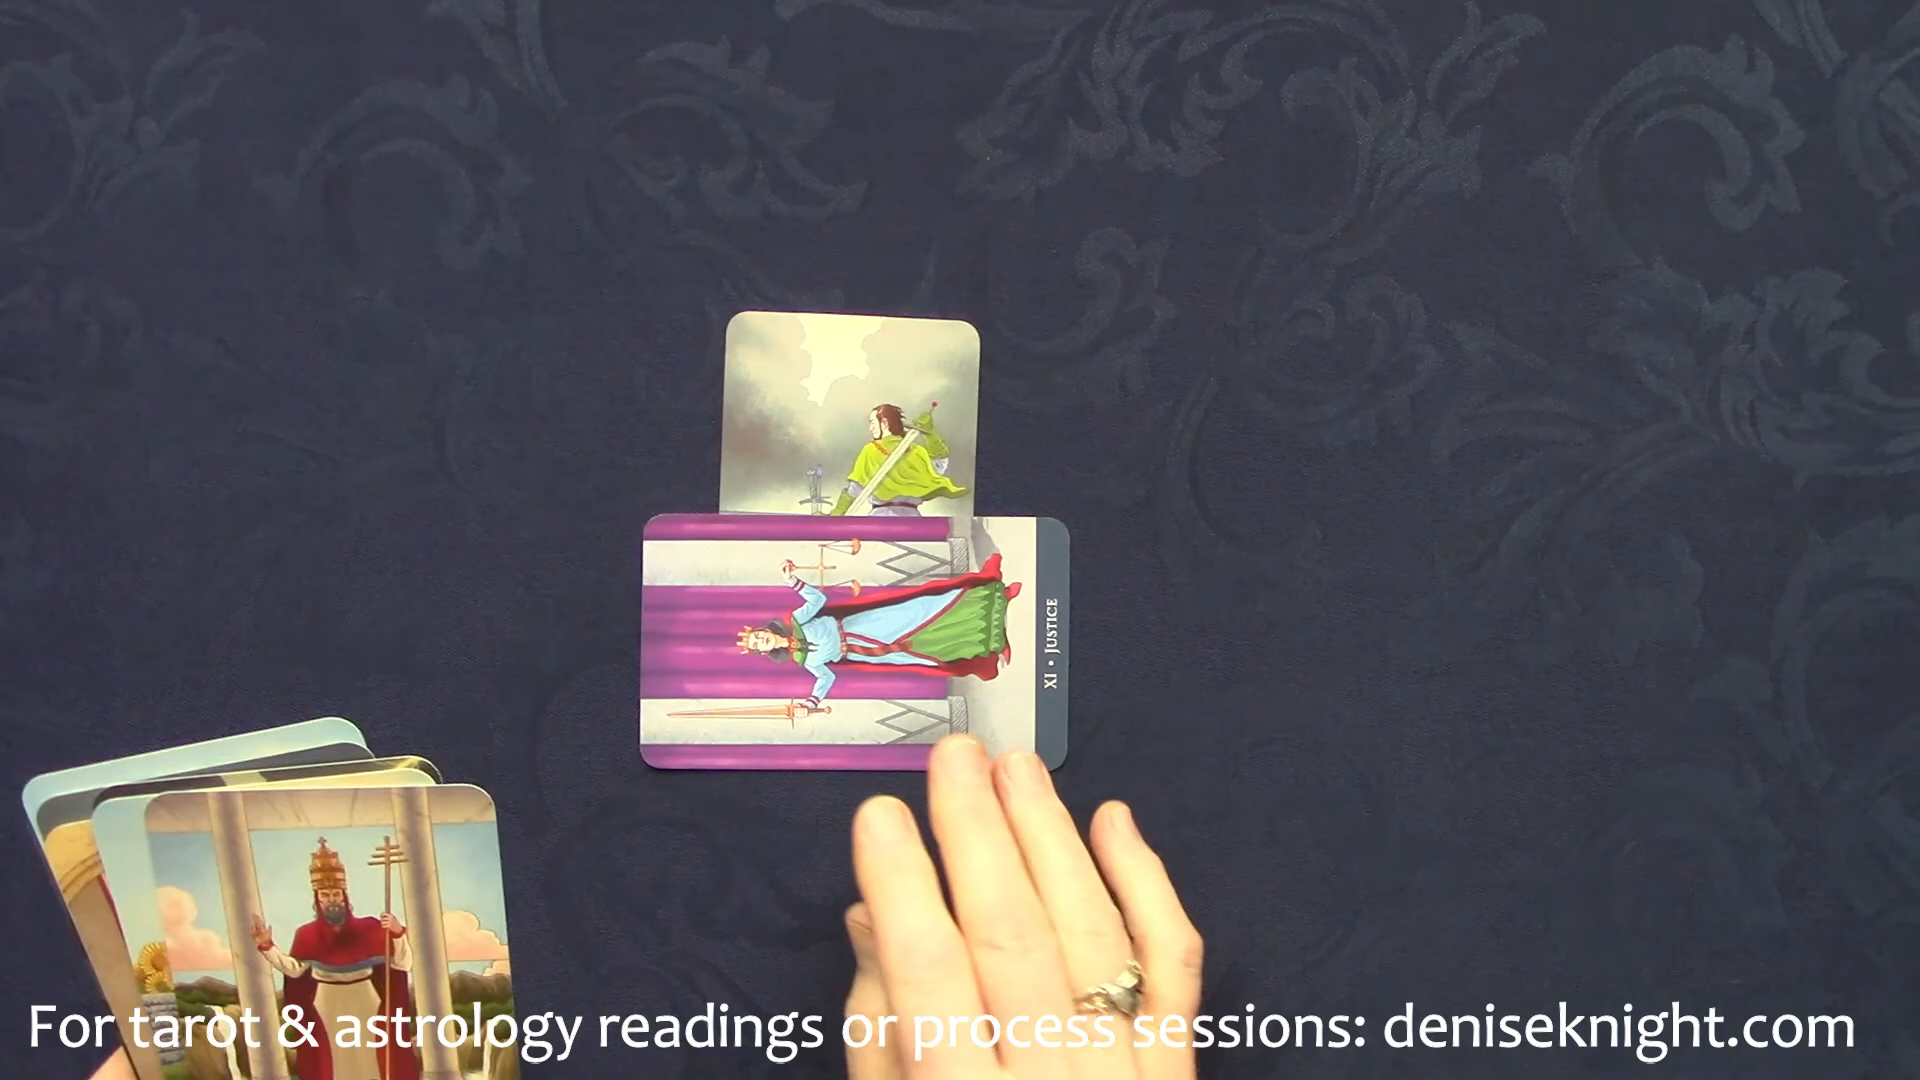 XI • JUSTICE
For tarot & astrology readings or process sessions: deniseknight.com